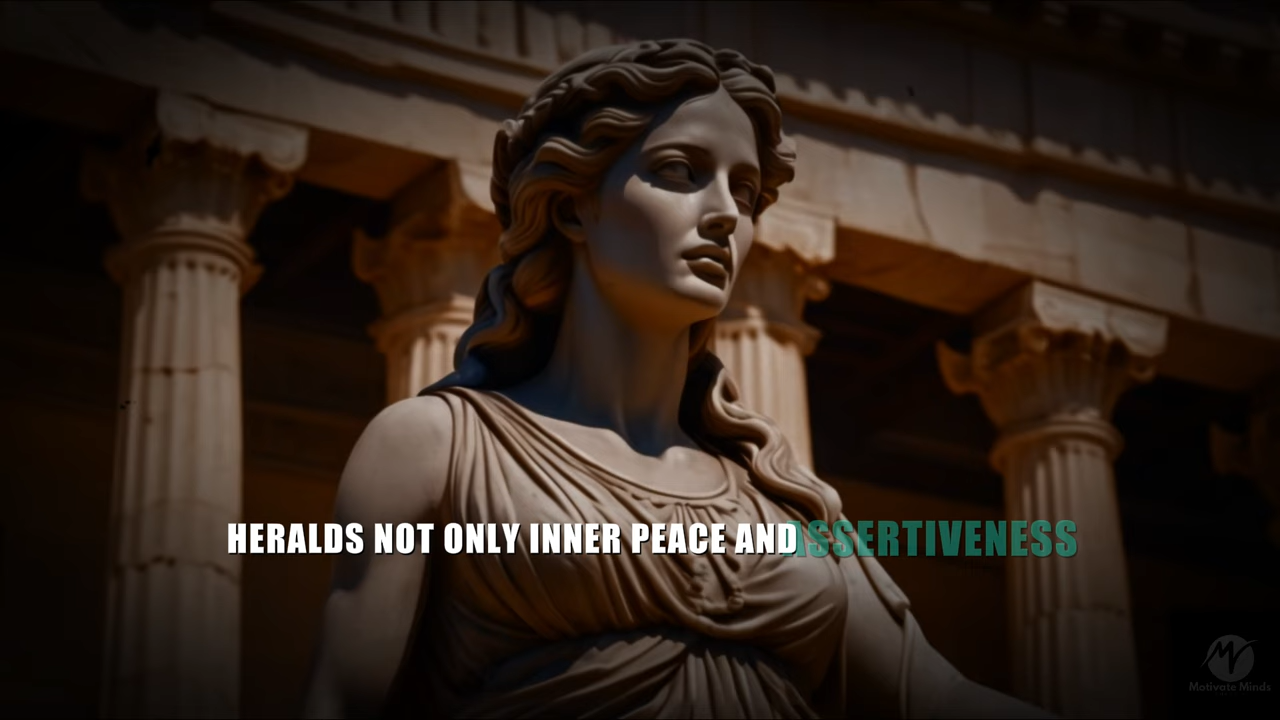 HERALDS NOT ONLY INNER PEACE AND ASSERTIVENESS
Motivate Minds